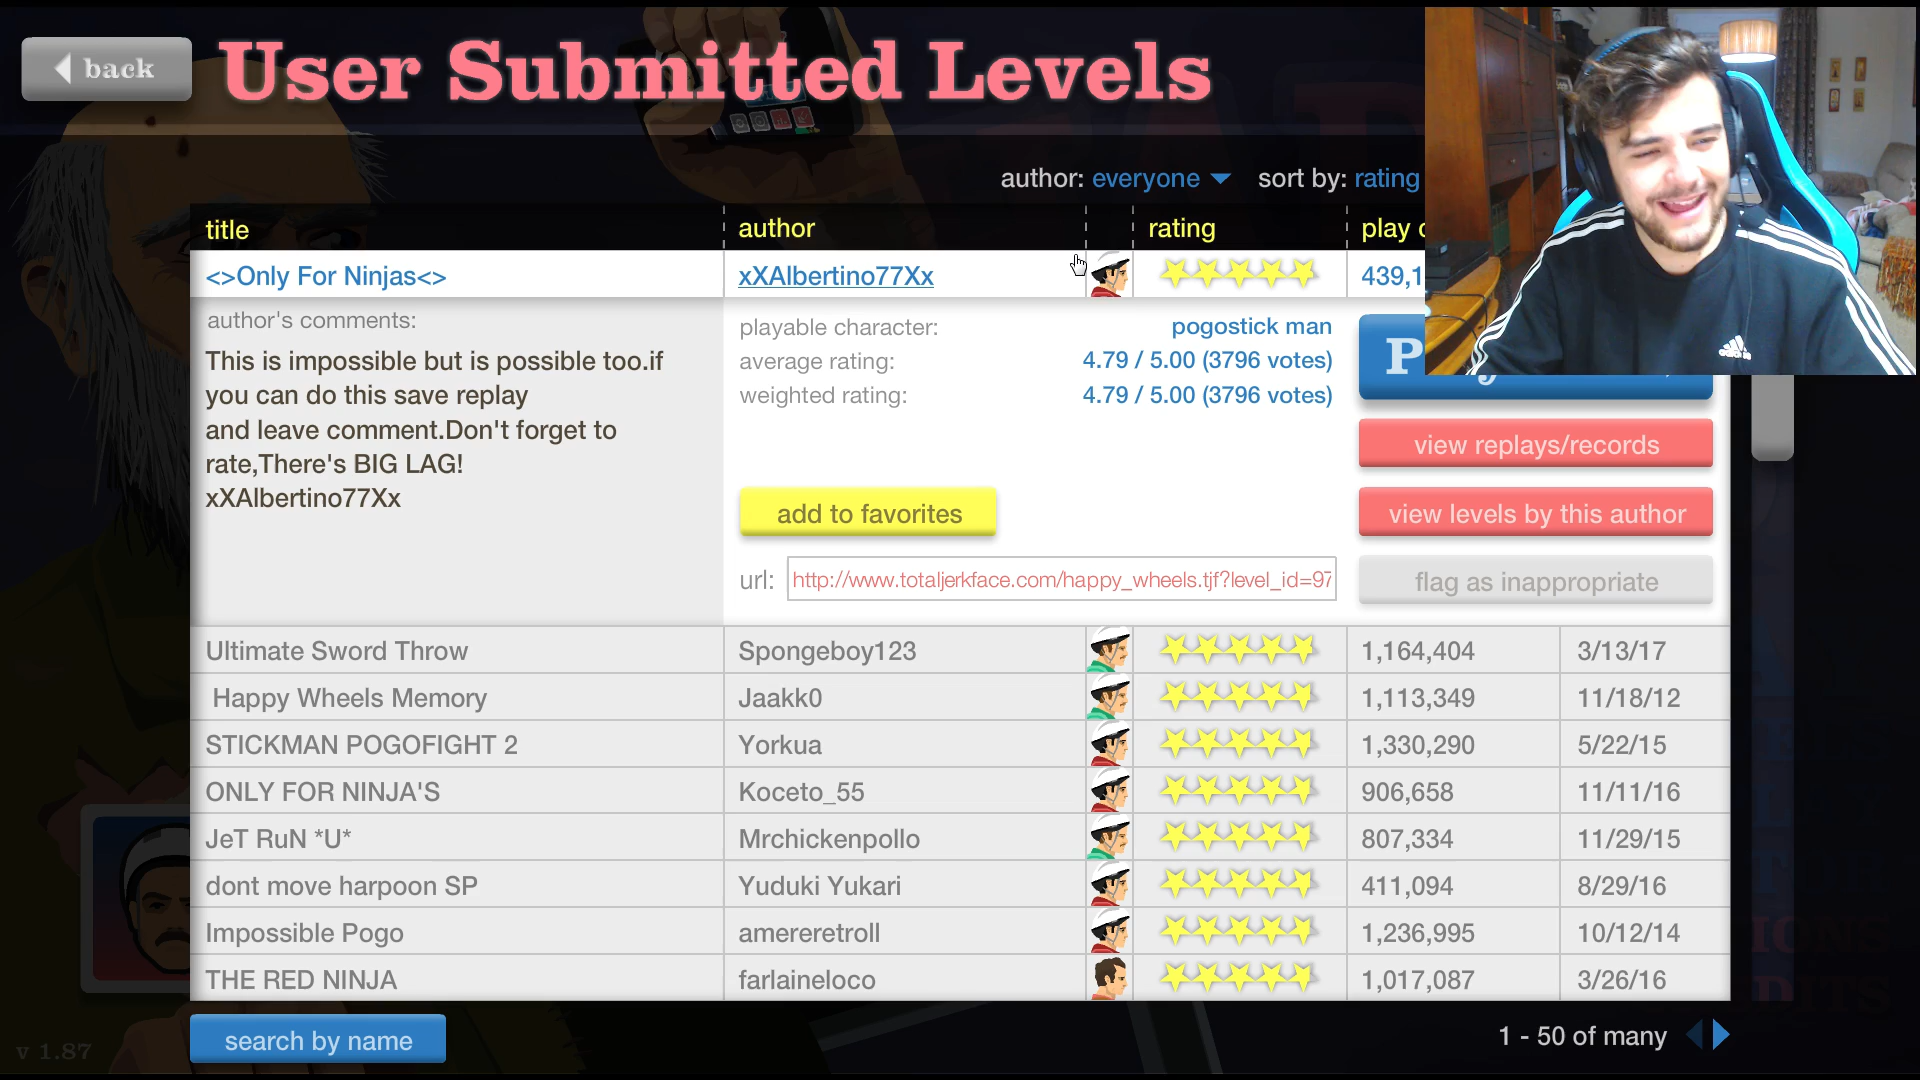 back
User Submitted Levels
author: everyone
sort by: rating
title
author
rating
play
<>Only For Ninjas<>
xXAlbertino77Xx
439,1
author's comments:
This is impossible but is possible too.if
you can do this save replay
and leave comment.Don't forget to
rate,There's BIG LAG!
xXAlbertino77Xx
playable character: pogostick man
average rating: 4.79 / 5.00 (3796 votes)
weighted rating: 4.79 / 5.00 (3796 votes)
add to favorites
url: http://www.totaljerkface.com/happy_wheels.tjf?level_id=97
view replays/records
view levels by this author
flag as inappropriate
adidas
Ultimate Sword Throw Spongeboy123 1,164,404 3/13/17
Happy Wheels Memory Jaakk0 1,113,349 11/18/12
STICKMAN POGOFIGHT 2 Yorkua 1,330,290 5/22/15
ONLY FOR NINJA'S Koceto_55 906,658 11/11/16
JeT RuN *U* Mrchickenpollo 807,334 11/29/15
dont move harpoon SP Yuduki Yukari 411,094 8/29/16
Impossible Pogo amereretroll 1,236,995 10/12/14
THE RED NINJA farlaineloco 1,017,087 3/26/16
search by name
1 - 50 of many
v 1.87